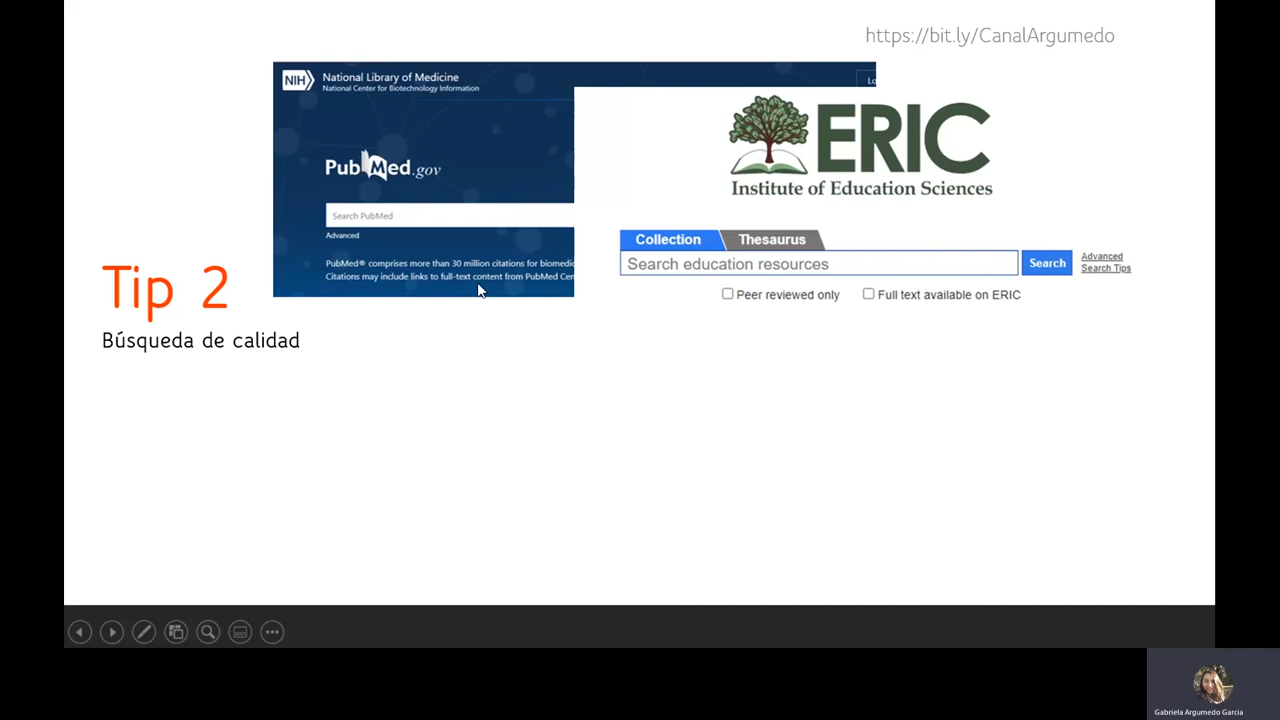 https://bit.ly/CanalArgumedo
NIH
National Library of Medicine
National Center for Biotechnology Information
Lo
PubMed.gov
Search PubMed
Advanced
PubMed® comprises more than 30 million citations for biomedic
Citations may include links to full-text content from PubMed Cen
ERIC
Institute of Education Sciences
Collection
Thesaurus
Search education resources
Search
Advanced
Search Tips
Peer reviewed only
Full text available on ERIC
Tip 2
Búsqueda de calidad
Gabriela Argumedo Garcia